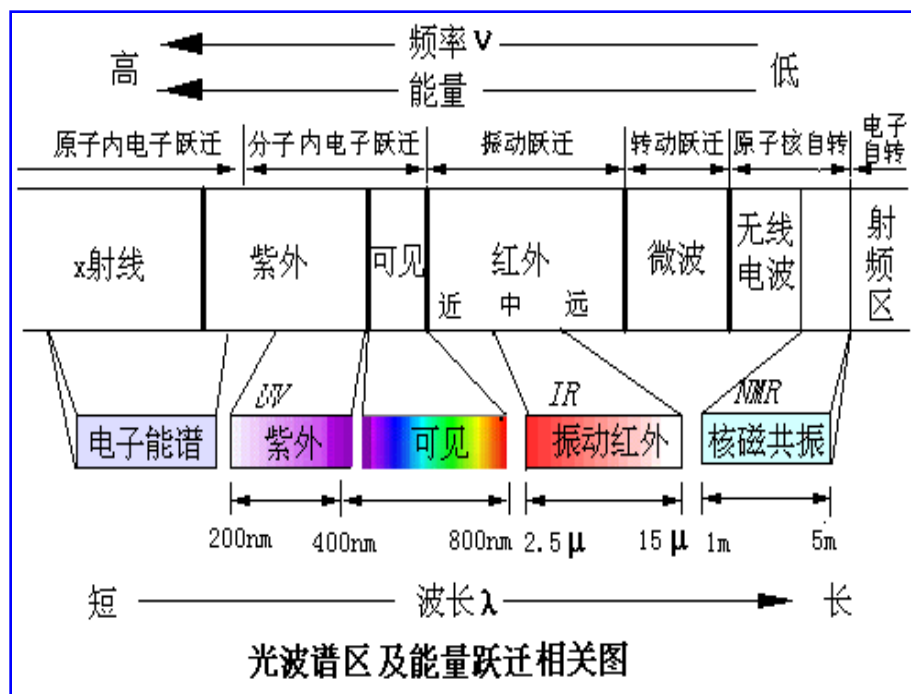 频率ν
高
低
能量
原子内电子跃迁 分子内电子跃迁 振动跃迁 转动跃迁 原子核自转 电子自转
x射线 紫外 可见 红外 微波 无线电波 射频区
近 中 远
UV IR NMR
电子能谱 紫外 可见 振动红外 核磁共振
200nm 400nm 800nm 2.5μ 15μ 1m 5m
短 波长λ 长
光波谱区及能量跃迁相关图